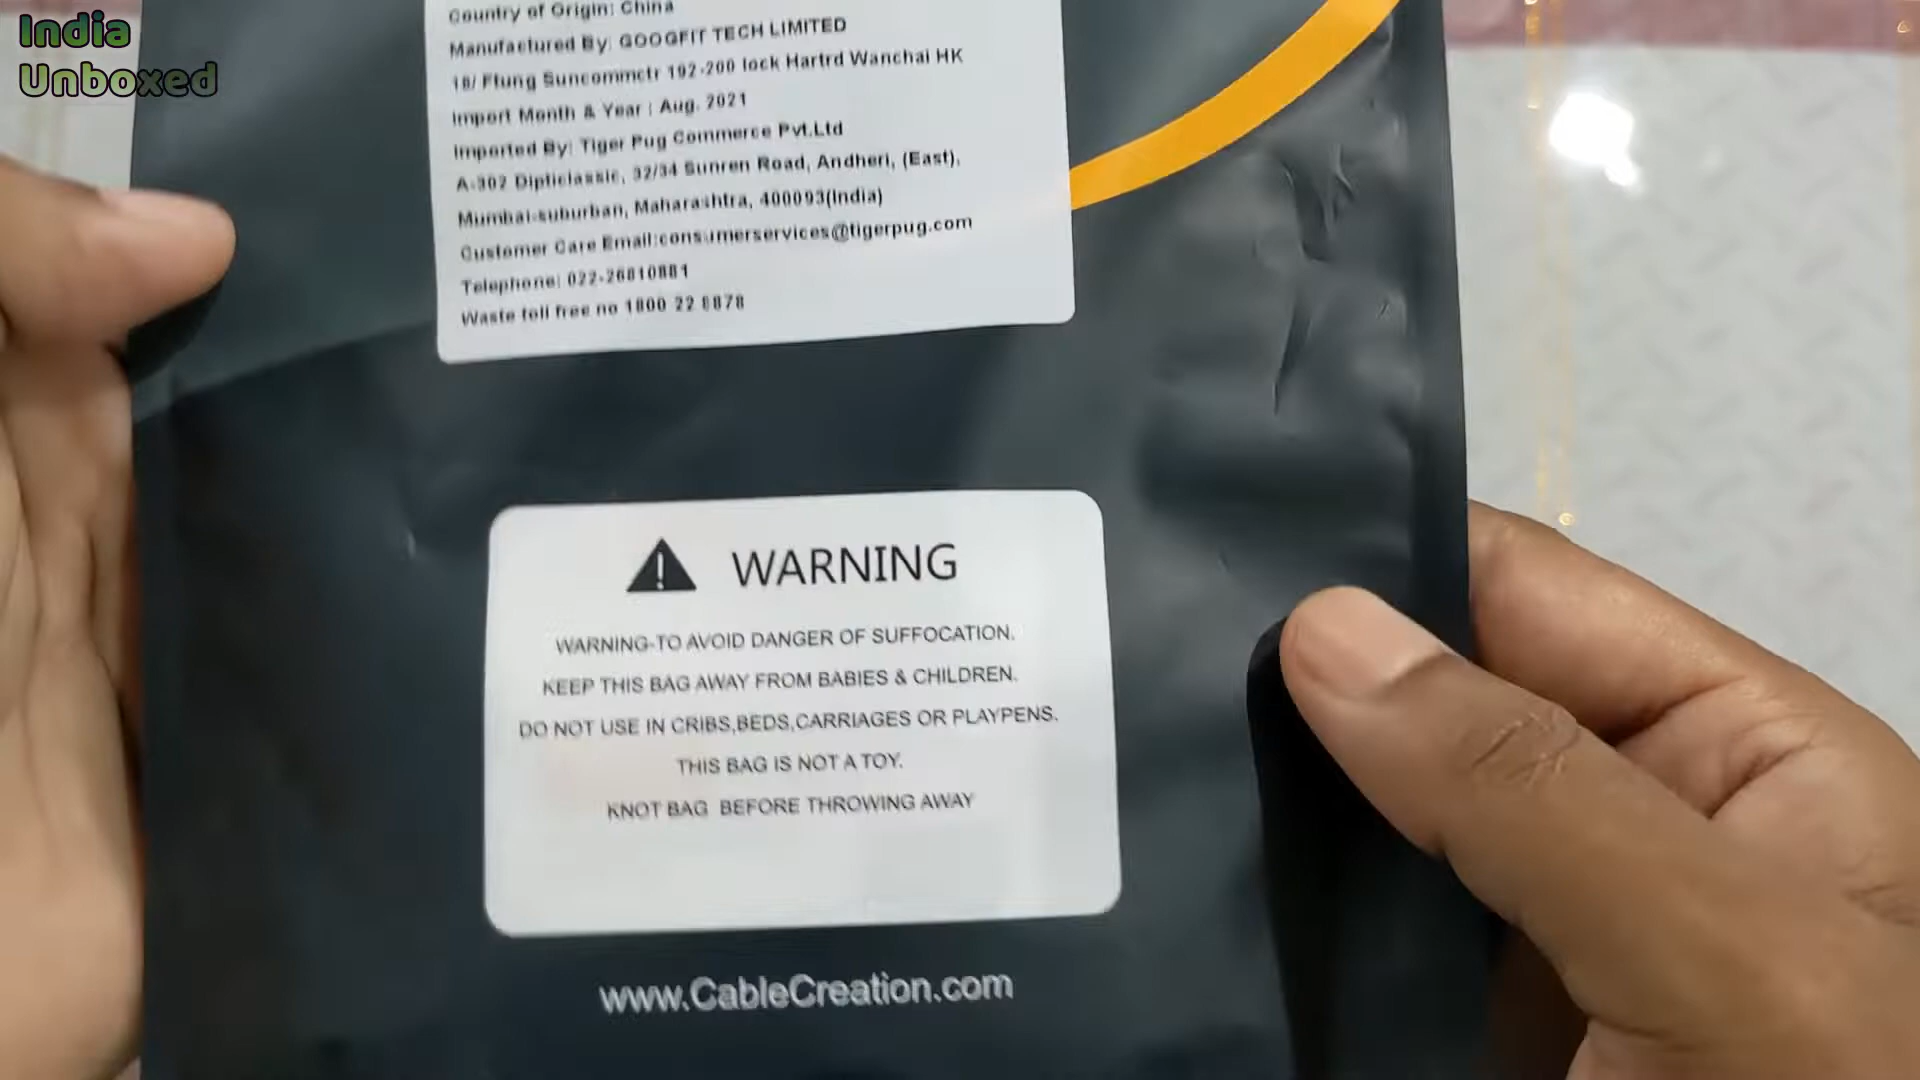 India
Unboxed
Country of Origin: China
Manufactured By: GOOGFIT TECH LIMITED
18/ Ftung Suncommctr 192-200 lock Hartrd Wanchai HK
Import Month & Year : Aug. 2021
Imported By: Tiger Pug Commerce Pvt.Ltd
A-302 Dipticlassic, 32/34 Sunren Road, Andheri, (East),
Mumbai-suburban, Maharashtra, 400093(India)
Customer Care Email:consumerservices@tigerpug.com
Telephone: 022-26810881
Waste toll free no 1800 22
WARNING
WARNING-TO AVOID DANGER OF SUFFOCATION.
KEEP THIS BAG AWAY FROM BABIES & CHILDREN.
DO NOT USE IN CRIBS,BEDS,CARRIAGES OR PLAYPENS.
THIS BAG IS NOT A TOY.
KNOT BAG BEFORE THROWING AWAY
www.CableCreation.com